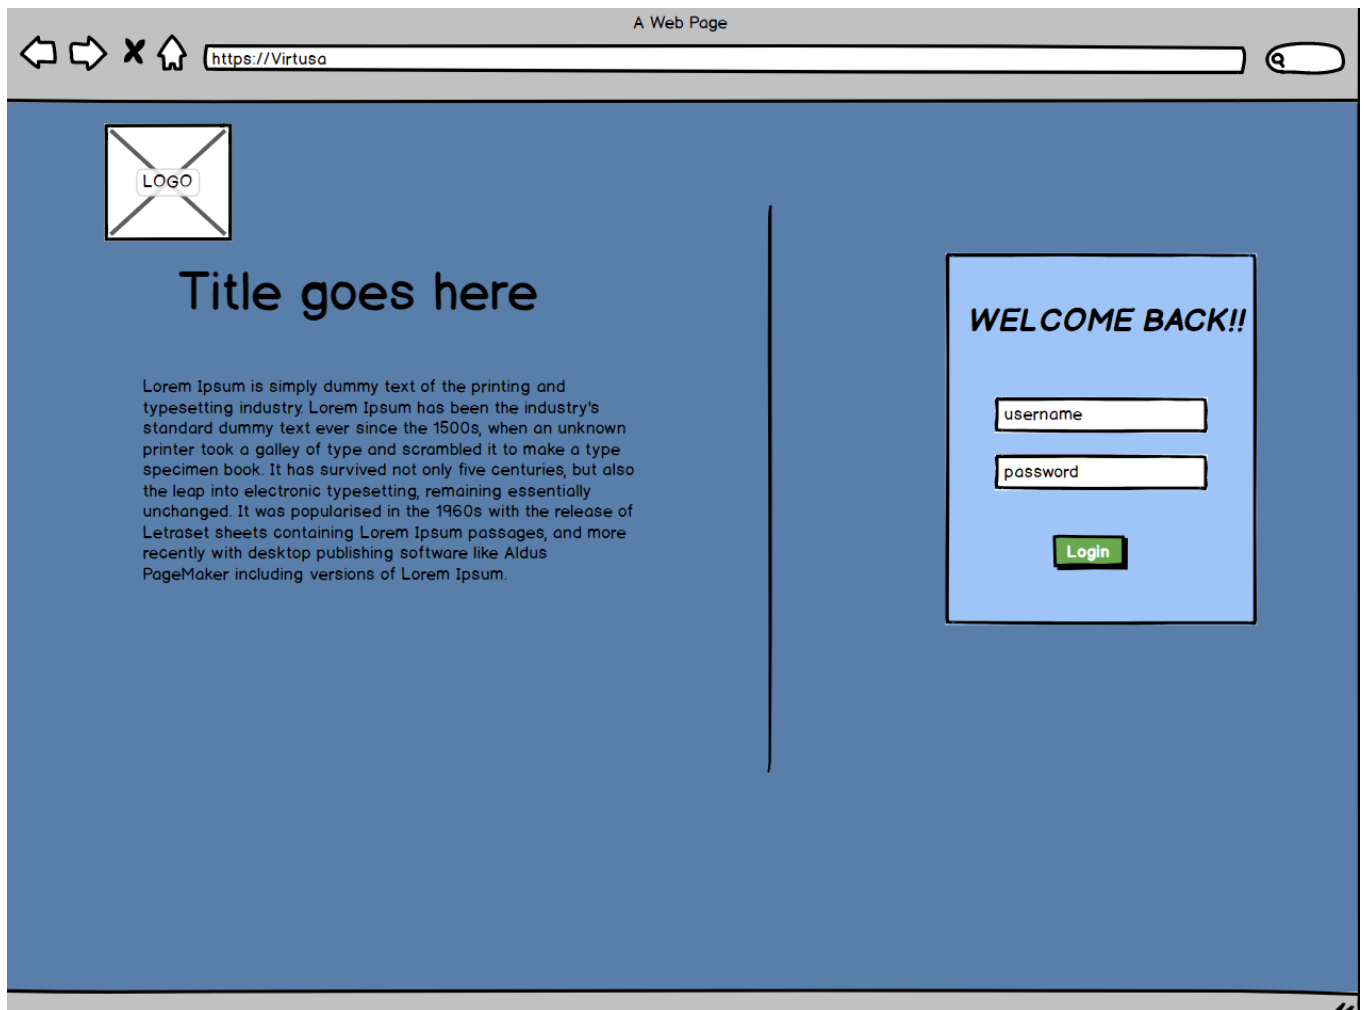 A Web Page
https://Virtusa
LOGO
Title goes here
Lorem Ipsum is simply dummy text of the printing and
typesetting industry. Lorem Ipsum has been the industry's
standard dummy text ever since the 1500s, when an unknown
printer took a galley of type and scrambled it to make a type
specimen book. It has survived not only five centuries, but also
the leap into electronic typesetting, remaining essentially
unchanged. It was popularised in the 1960s with the release of
Letraset sheets containing Lorem Ipsum passages, and more
recently with desktop publishing software like Aldus
PageMaker including versions of Lorem Ipsum.
WELCOME BACK!!
username
password
Login